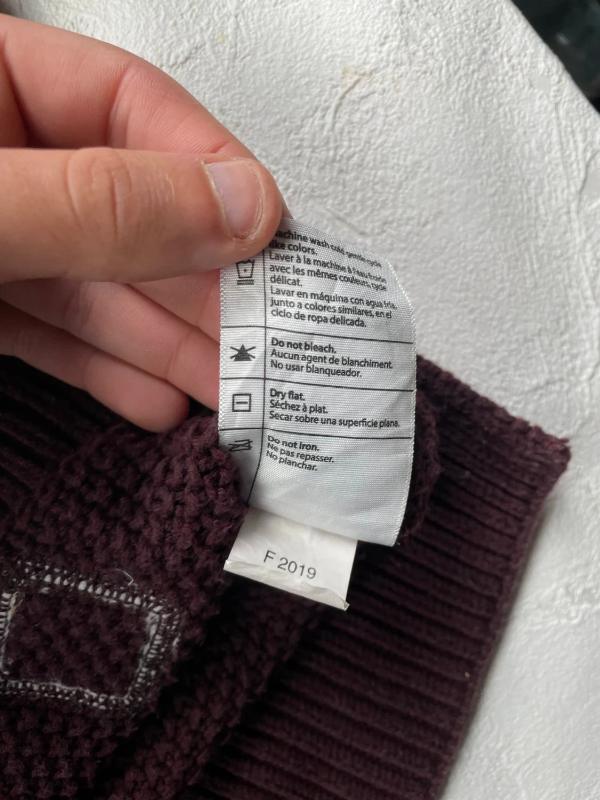 Machine wash cold gentle cycle
like colors.
Laver à la machine à l'eau froide
avec les mêmes couleurs, cycle
délicat.
Lavar en máquina con agua fría,
junto a colores similares, en el
ciclo de ropa delicada.
Do not bleach.
Aucun agent de blanchiment.
No usar blanqueador.
Dry flat.
Séchez à plat.
Secar sobre una superficie plana.
Do not iron.
Ne pas repasser.
No planchar.
F 2019